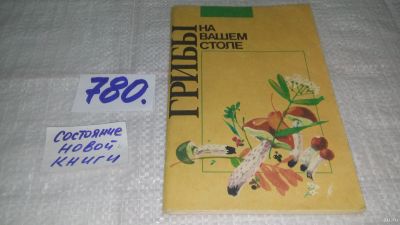 780.
СОСТОЯНИЕ
НОВОЙ
КНИГИ
ГРИБЫ
НА
ВАШЕМ
СТОЛЕ